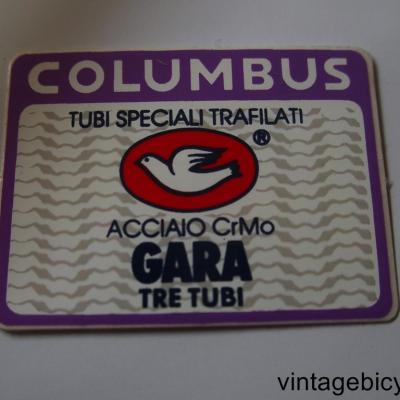 COLUMBUS
TUBI SPECIALI TRAFILATI
®
ACCIAIO CrMo
GARA
TRE TUBI
vintagebicy